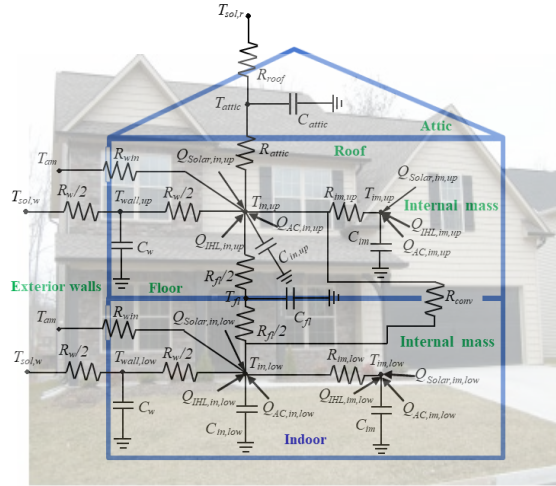 T_sol,r
R_roof
T_attic
C_attic
Attic
R_attic
Roof
R_win
Q_Solar,in,up
T_am
Q_Solar,im,up
T_sol,w
R_w/2
T_wall,up
R_w/2
T_in,up
R_im,up
T_im,up
Internal mass
Q_AC,in,up
Q_IHL,im,up
C_w
Q_IHL,in,up
C_in,up
C_im
Q_AC,im,up
R_fl/2
Exterior walls
Floor
T_fl
C_fl
R_conv
R_win
Q_Solar,in,low
T_am
R_fl/2
Internal mass
T_sol,w
R_w/2
T_wall,low
R_w/2
T_in,low
R_im,low
T_im,low
Q_Solar,im,low
Q_IHL,in,low
Q_AC,in,low
Q_IHL,im,low
Q_AC,im,low
C_w
C_in,low
C_im
Indoor